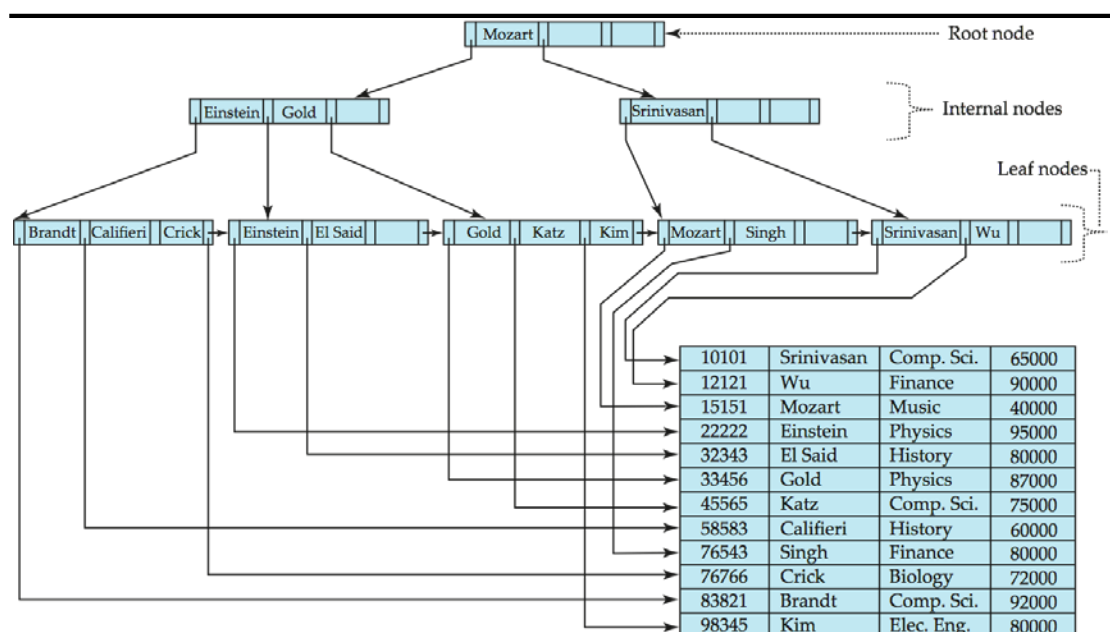 Mozart
Root node
Einstein Gold
Srinivasan
Internal nodes
Leaf nodes
Brandt Califieri Crick
Einstein El Said
Gold Katz Kim
Mozart Singh
Srinivasan Wu
10101 Srinivasan Comp. Sci. 65000
12121 Wu Finance 90000
15151 Mozart Music 40000
22222 Einstein Physics 95000
32343 El Said History 80000
33456 Gold Physics 87000
45565 Katz Comp. Sci. 75000
58583 Califieri History 60000
76543 Singh Finance 80000
76766 Crick Biology 72000
83821 Brandt Comp. Sci. 92000
98345 Kim Elec. Eng. 80000